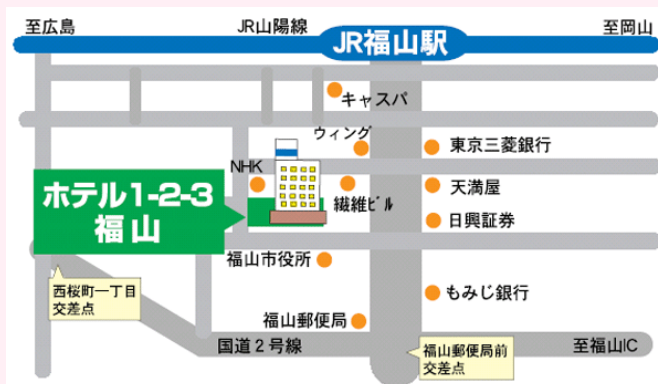 至広島
JR山陽線
JR福山駅
至岡山
キャスパ
ウィング
東京三菱銀行
NHK
天満屋
繊維ビル
ホテル1-2-3
福山
日興証券
福山市役所
西桜町一丁目
交差点
もみじ銀行
福山郵便局
国道2号線
福山郵便局前
交差点
至福山IC